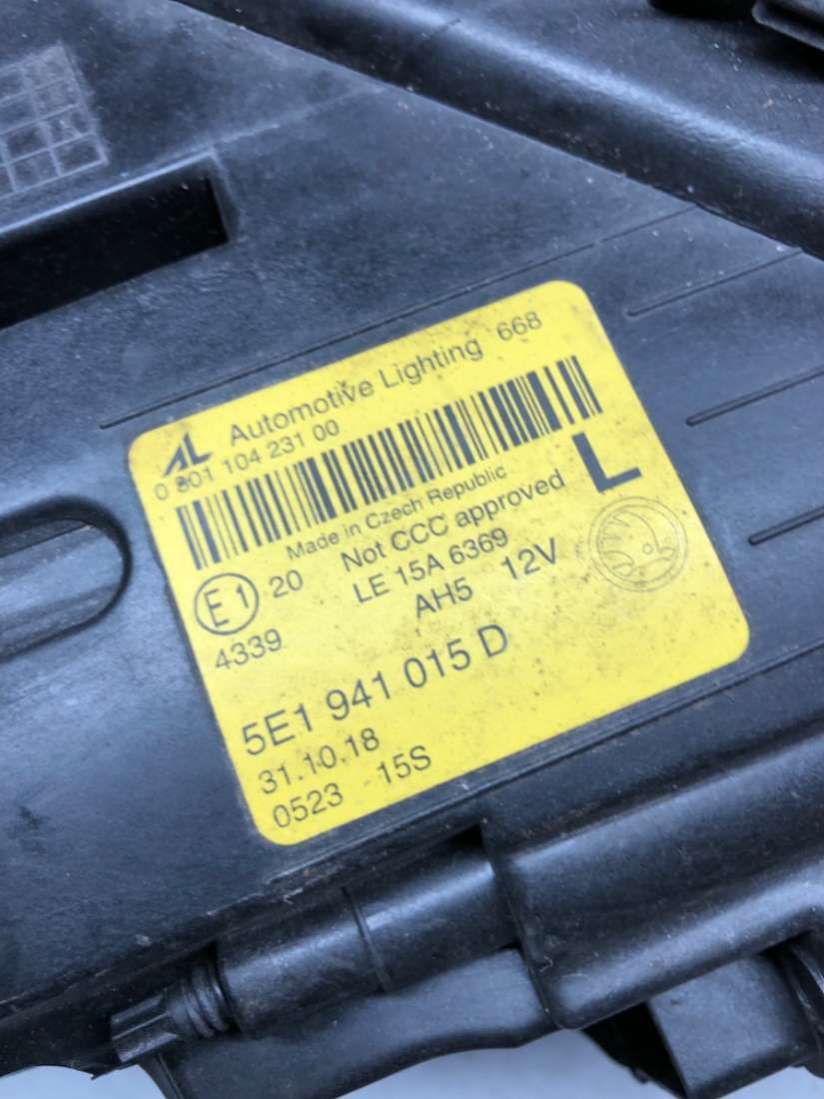 AL Automotive Lighting 668
0 301 104 231 00
Made in Czech Republic
L
Not CCC approved
E1 20 LE 15A 6369
4339 AH5 12V
5E1 941 015 D
31.10.18
0523 15S